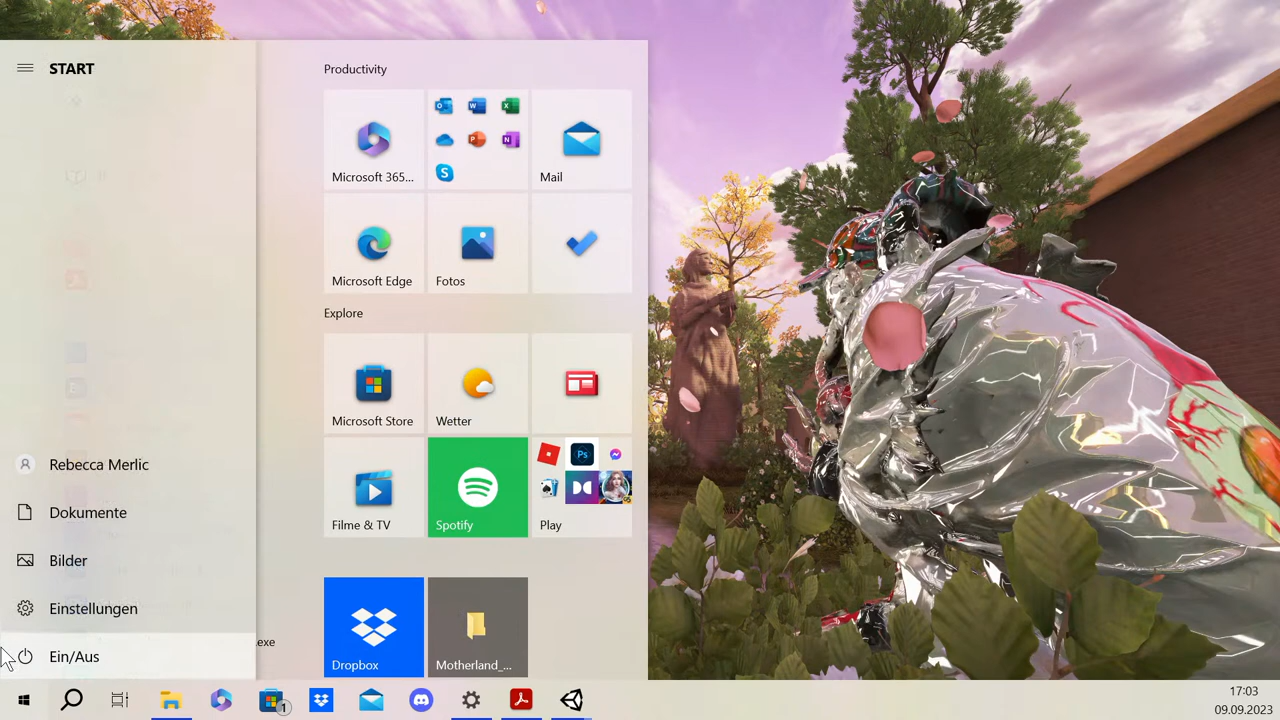 START
Productivity
Microsoft 365...
Mail
Microsoft Edge
Fotos
Explore
Microsoft Store
Wetter
Filme & TV
Spotify
Play
Dropbox
Motherland_...
Rebecca Merlic
Dokumente
Bilder
Einstellungen
Ein/Aus
exe
1
17:03
09.09.2023